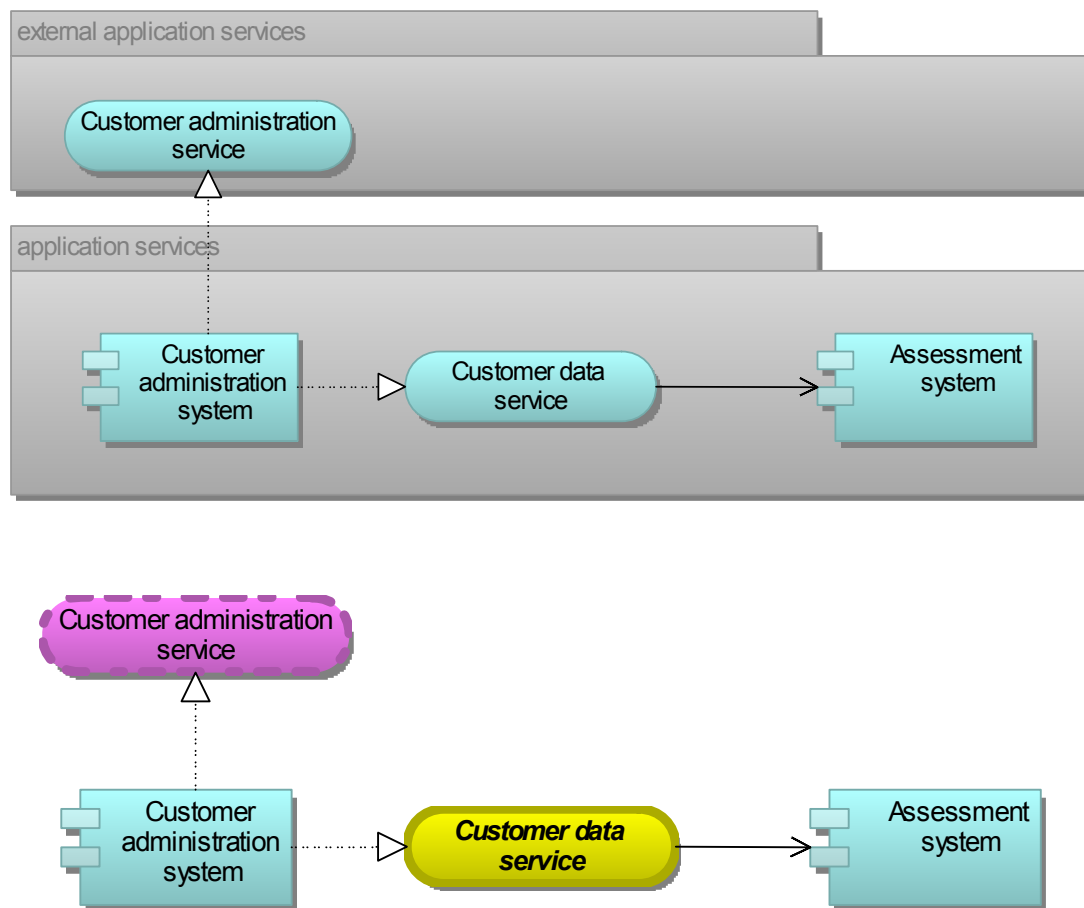 external application services
Customer administration
service
application services
Customer
administration
system
Customer data
service
Assessment
system
Customer administration
service
Customer
administration
system
Customer data
service
Assessment
system